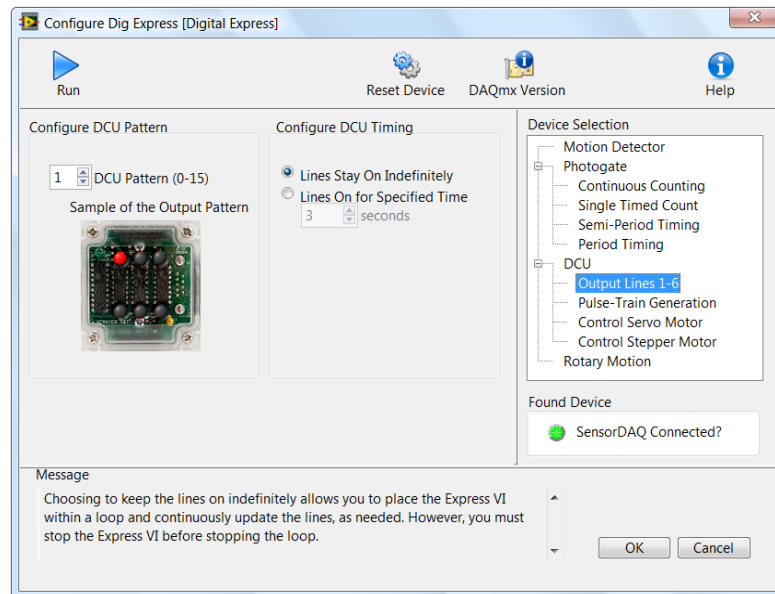 Configure Dig Express [Digital Express]
Run
Reset Device
DAQmx Version
Help
Configure DCU Pattern
1
DCU Pattern (0-15)
Sample of the Output Pattern
Configure DCU Timing
Lines Stay On Indefinitely
Lines On for Specified Time
3
seconds
Device Selection
Motion Detector
Photogate
Continuous Counting
Single Timed Count
Semi-Period Timing
Period Timing
DCU
Output Lines 1-6
Pulse-Train Generation
Control Servo Motor
Control Stepper Motor
Rotary Motion
Found Device
SensorDAQ Connected?
Message
Choosing to keep the lines on indefinitely allows you to place the Express VI
within a loop and continuously update the lines, as needed. However, you must
stop the Express VI before stopping the loop.
OK
Cancel